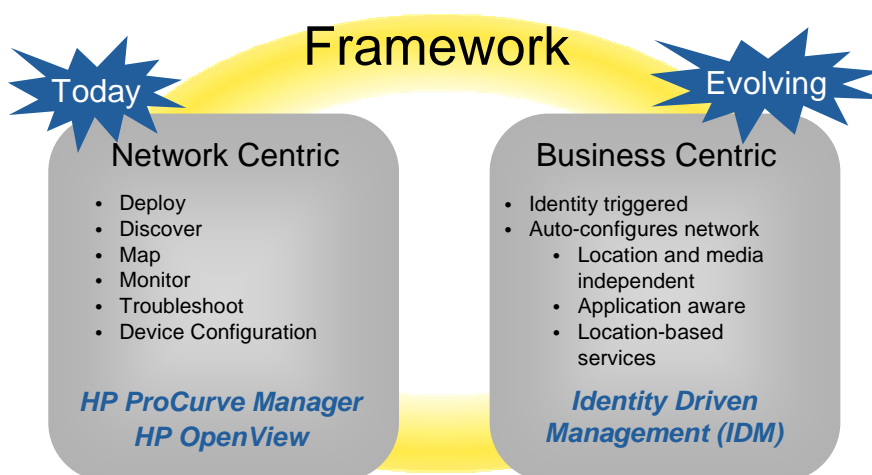 Framework
Today
Evolving
Network Centric
• Deploy
• Discover
• Map
• Monitor
• Troubleshoot
• Device Configuration
HP ProCurve Manager
HP OpenView
Business Centric
• Identity triggered
• Auto-configures network
• Location and media
independent
• Application aware
• Location-based
services
Identity Driven
Management (IDM)